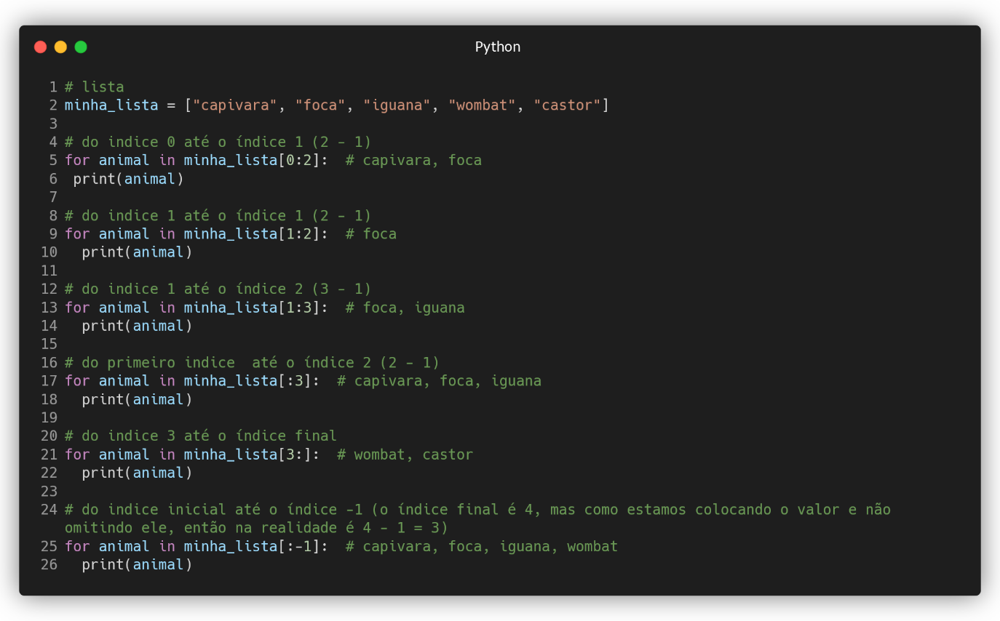 Python
1 # lista
2 minha_lista = ["capivara", "foca", "iguana", "wombat", "castor"]
3
4 # do indice 0 até o índice 1 (2 - 1)
5 for animal in minha_lista[0:2]:  # capivara, foca
6  print(animal)
7
8 # do indice 1 até o índice 1 (2 - 1)
9 for animal in minha_lista[1:2]:  # foca
10   print(animal)
11
12 # do indice 1 até o índice 2 (3 - 1)
13 for animal in minha_lista[1:3]:  # foca, iguana
14   print(animal)
15
16 # do primeiro indice  até o índice 2 (2 - 1)
17 for animal in minha_lista[:3]:  # capivara, foca, iguana
18   print(animal)
19
20 # do indice 3 até o índice final
21 for animal in minha_lista[3:]:  # wombat, castor
22   print(animal)
23
24 # do indice inicial até o índice -1 (o índice final é 4, mas como estamos colocando o valor e não
omitindo ele, então na realidade é 4 - 1 = 3)
25 for animal in minha_lista[:-1]:  # capivara, foca, iguana, wombat
26   print(animal)